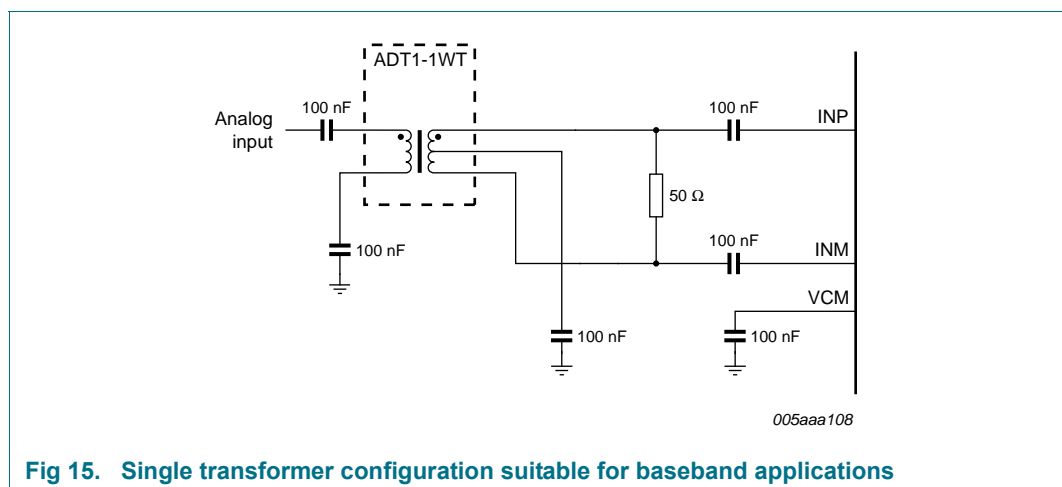 ADT1-1WT
Analog
input
100 nF
100 nF
INP
50 Ω
100 nF
100 nF
INM
VCM
100 nF
100 nF
005aaa108
Fig 15. Single transformer configuration suitable for baseband applications